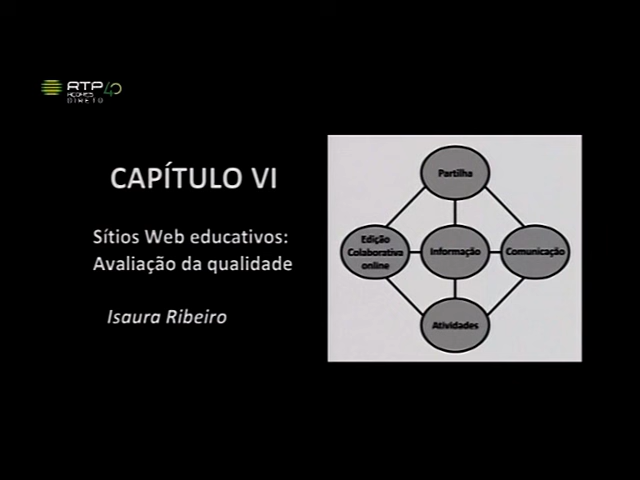 RTP 40
AÇORES
DIRETO
CAPÍTULO VI
Sítios Web educativos:
Avaliação da qualidade
Isaura Ribeiro
Partilha
Edição
Colaborativa
online
Informação
Comunicação
Atividades